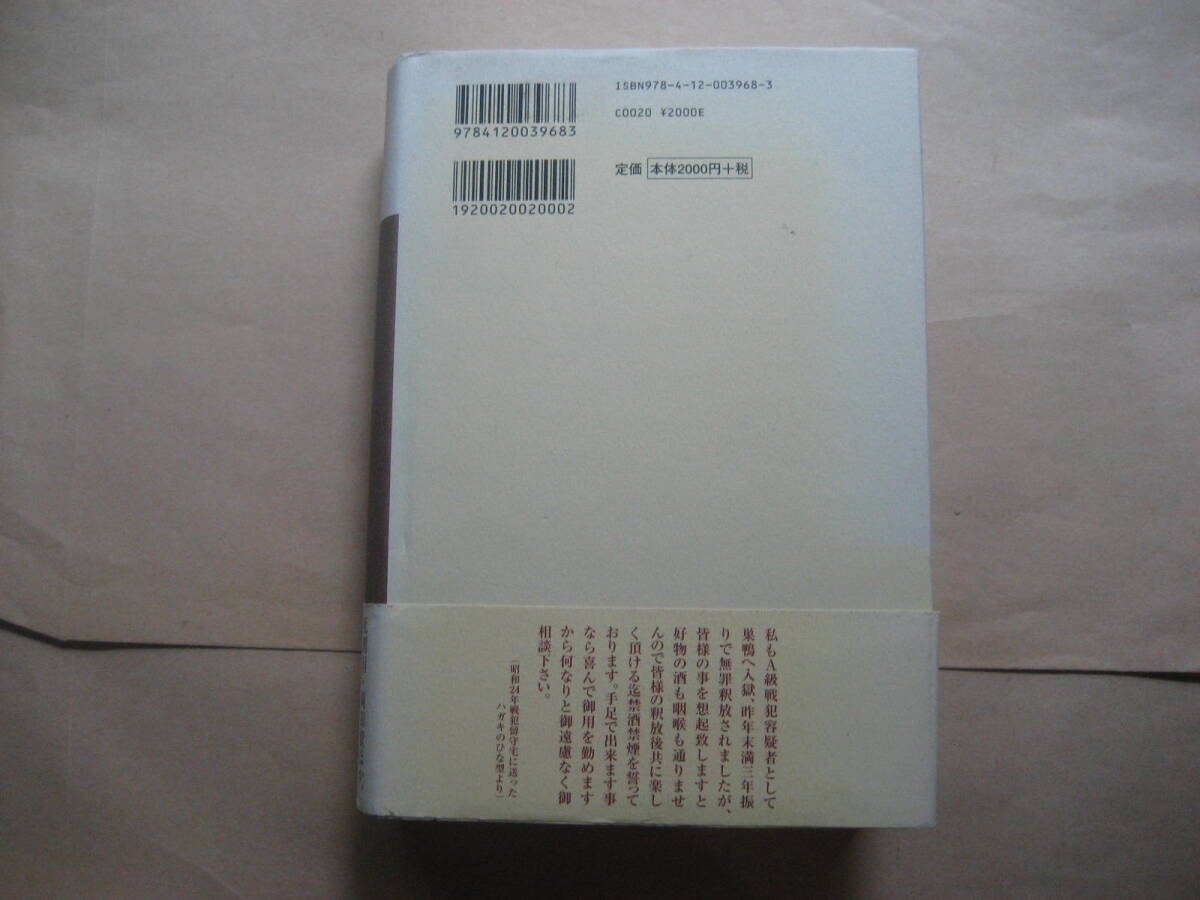 ISBN978-4-12-003968-3
C0020 ¥2000E
9784120039683
定価 本体2000円+税
1920020020002
私もA級戦犯容疑者として
巣鴨へ入獄、昨年末満三年振
りで無罪釈放されましたが、
皆様の事を想起致しますと
好物の酒も咽喉も通りませ
んので皆様の釈放後共に楽し
く頂ける迄禁酒禁煙を誓って
おります。手足で出来ます事
なら喜んで御用を勤めます
から何なりと御遠慮なく御
相談下さい。
（昭和24年戦犯留守宅に送った
ハガキのひな型より）